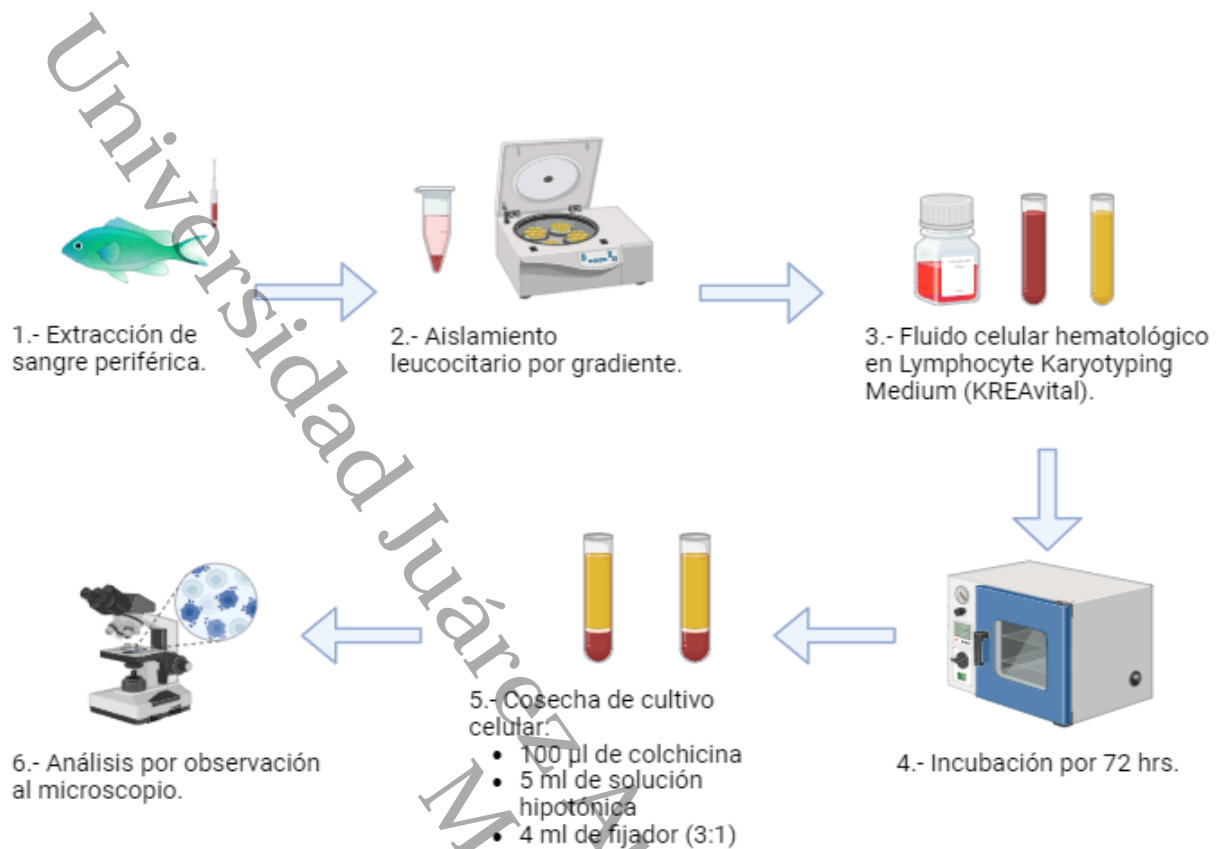 1.- Extracción de
sangre periférica.
2.- Aislamiento
leucocitario por gradiente.
3.- Fluido celular hematológico
en Lymphocyte Karyotyping
Medium (KREAvital).
4.- Incubación por 72 hrs.
5.- Cosecha de cultivo
celular:
• 100 µl de colchicina
• 5 ml de solución
hipotónica
• 4 ml de fijador (3:1)
6.- Análisis por observación
al microscopio.
Universidad Juárez A
M